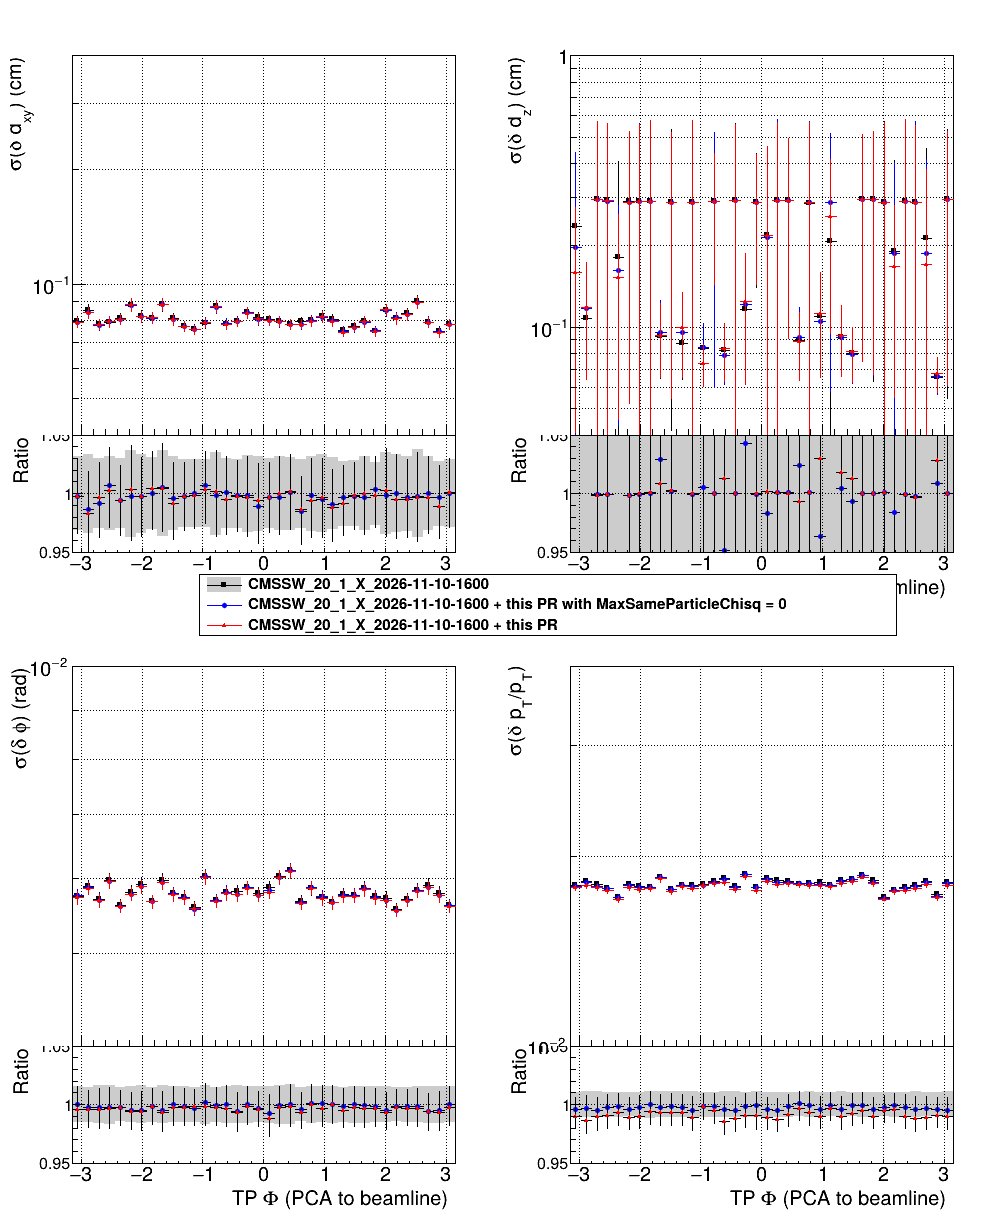 σ(δ d_xy) (cm)
10^−1
Ratio
1.05
1
0.95
−3 −2 −1 0 1 2 3
σ(δ d_z) (cm)
1
10^−1
Ratio
1.05
1
0.95
−3 −2 −1 0 1 2 3
mline)
CMSSW_20_1_X_2026-11-10-1600
CMSSW_20_1_X_2026-11-10-1600 + this PR with MaxSameParticleChisq = 0
CMSSW_20_1_X_2026-11-10-1600 + this PR
σ(δ φ) (rad)
10^−2
Ratio
1.05
1
0.95
−3 −2 −1 0 1 2 3
TP Φ (PCA to beamline)
σ(δ p_T/p_T)
10^−2
Ratio
1
0.95
−3 −2 −1 0 1 2 3
TP Φ (PCA to beamline)